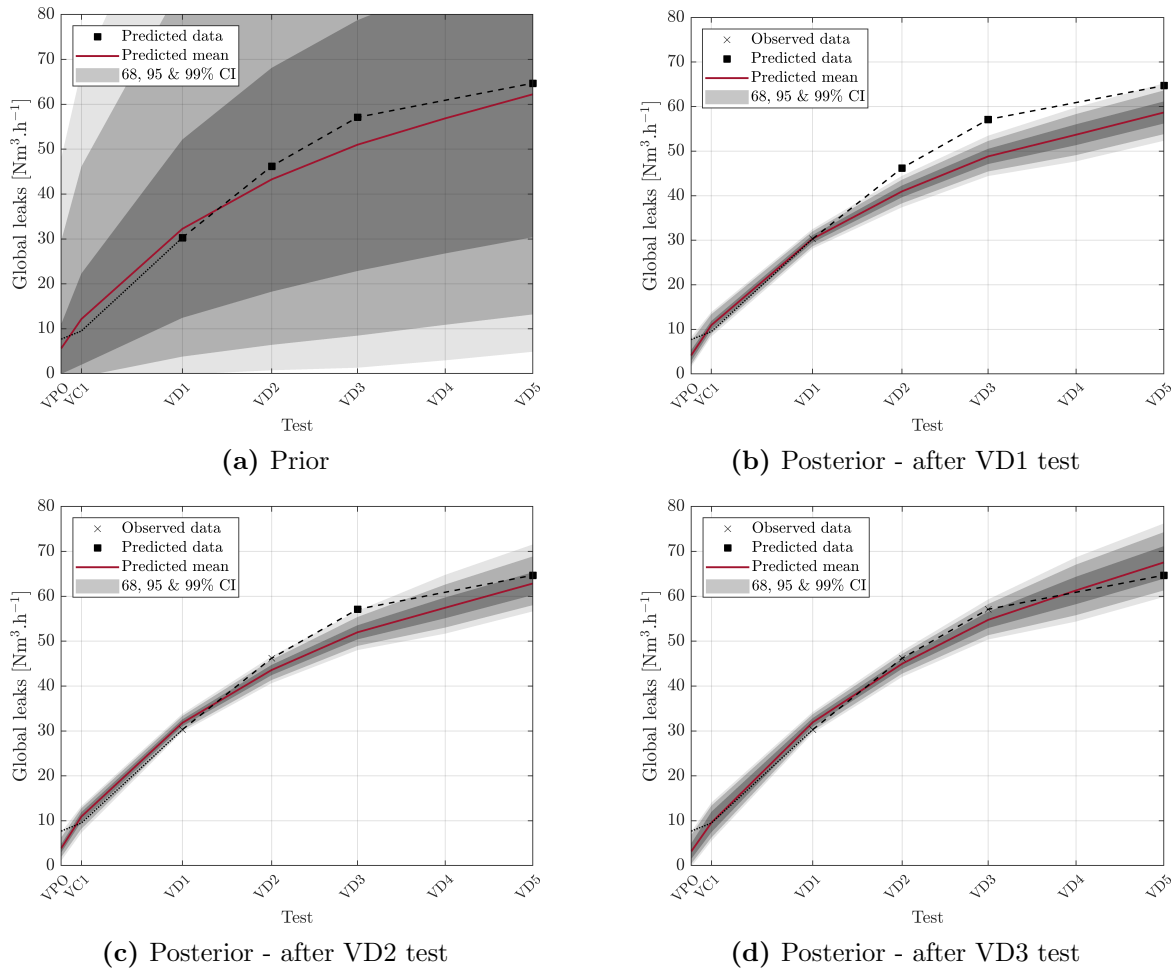 80
70
60
50
40
30
20
10
0
Global leaks [Nm³.h⁻¹]
Predicted data
Predicted mean
68, 95 & 99% CI
VPO
VC1
VD1
VD2
VD3
VD4
VD5
Test
(a) Prior
80
70
60
50
40
30
20
10
0
Global leaks [Nm³.h⁻¹]
Observed data
Predicted data
Predicted mean
68, 95 & 99% CI
VPO
VC1
VD1
VD2
VD3
VD4
VD5
Test
(b) Posterior - after VD1 test
80
70
60
50
40
30
20
10
0
Global leaks [Nm³.h⁻¹]
Observed data
Predicted data
Predicted mean
68, 95 & 99% CI
VPO
VC1
VD1
VD2
VD3
VD4
VD5
Test
(c) Posterior - after VD2 test
80
70
60
50
40
30
20
10
0
Global leaks [Nm³.h⁻¹]
Observed data
Predicted data
Predicted mean
68, 95 & 99% CI
VPO
VC1
VD1
VD2
VD3
VD4
VD5
Test
(d) Posterior - after VD3 test